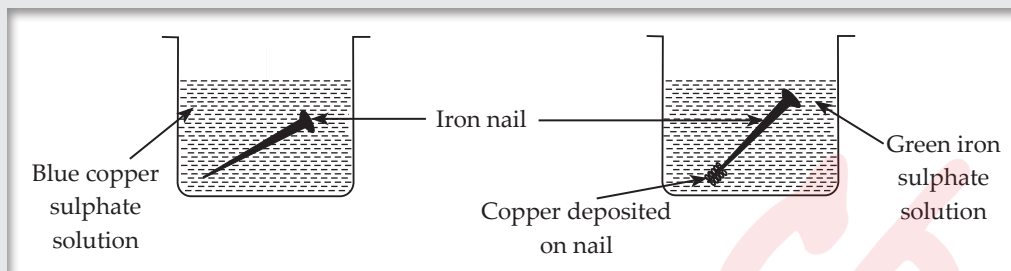 Iron nail
Blue copper
sulphate
solution
Copper deposited
on nail
Green iron
sulphate
solution